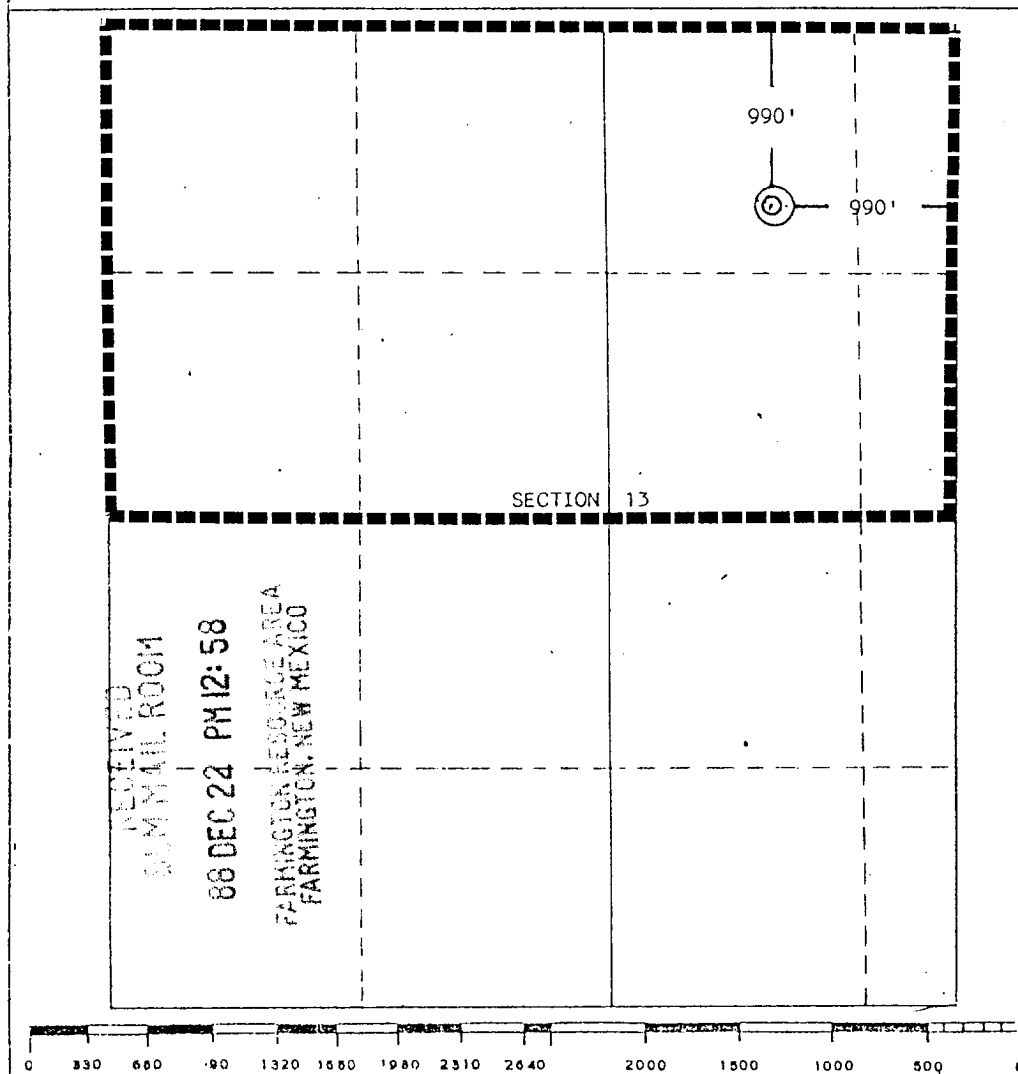 990'
990'
SECTION 13
RECEIVED
BLM MAIL ROOM
88 DEC 22 PM 12:58
FARMINGTON RESOURCE AREA
FARMINGTON, NEW MEXICO
0 330 660 90 1320 1650 1980 2310 2640 2000 1500 1000 500